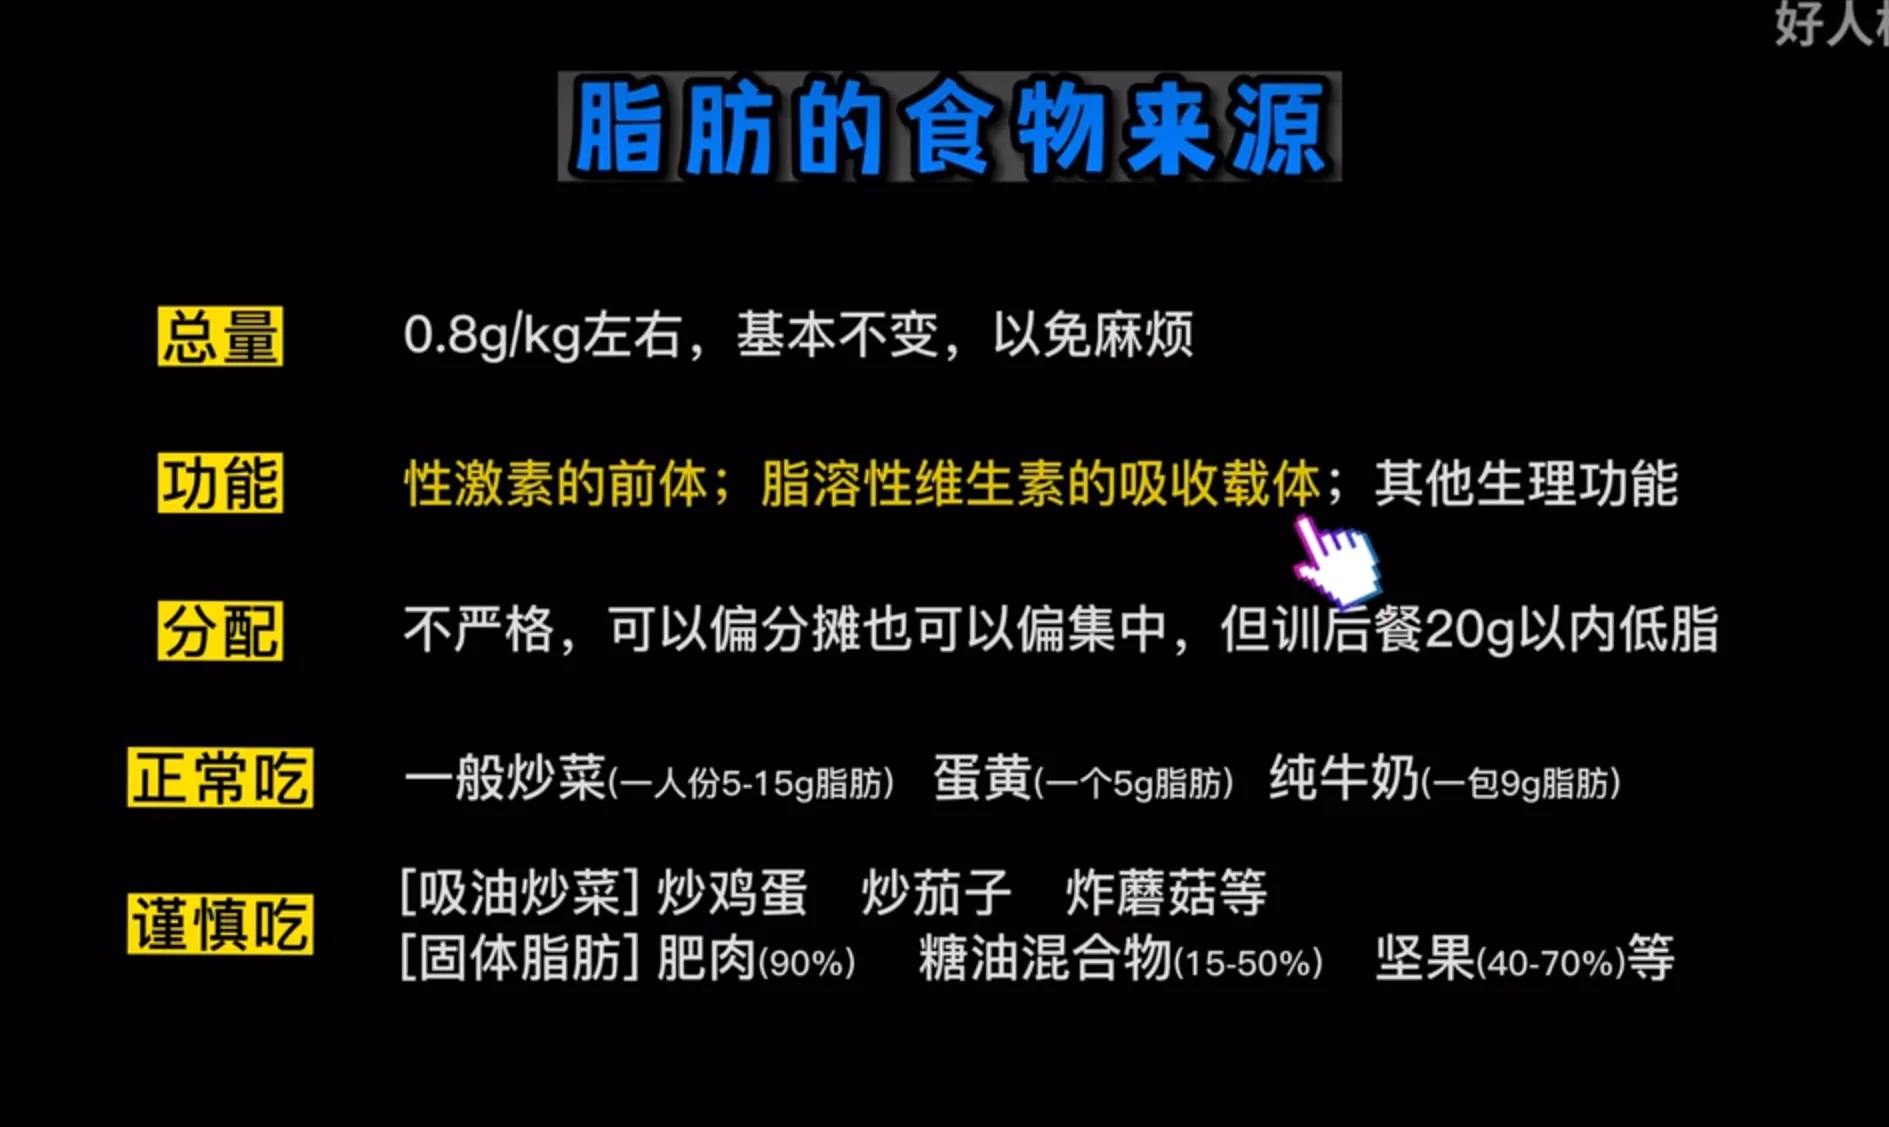 好人
脂肪的食物来源
总量 0.8g/kg左右，基本不变，以免麻烦
功能 性激素的前体；脂溶性维生素的吸收载体；其他生理功能
分配 不严格，可以偏分摊也可以偏集中，但训后餐20g以内低脂
正常吃 一般炒菜(一人份5-15g脂肪) 蛋黄(一个5g脂肪) 纯牛奶(一包9g脂肪)
谨慎吃 [吸油炒菜] 炒鸡蛋 炒茄子 炸蘑菇等
[固体脂肪] 肥肉(90%) 糖油混合物(15-50%) 坚果(40-70%)等